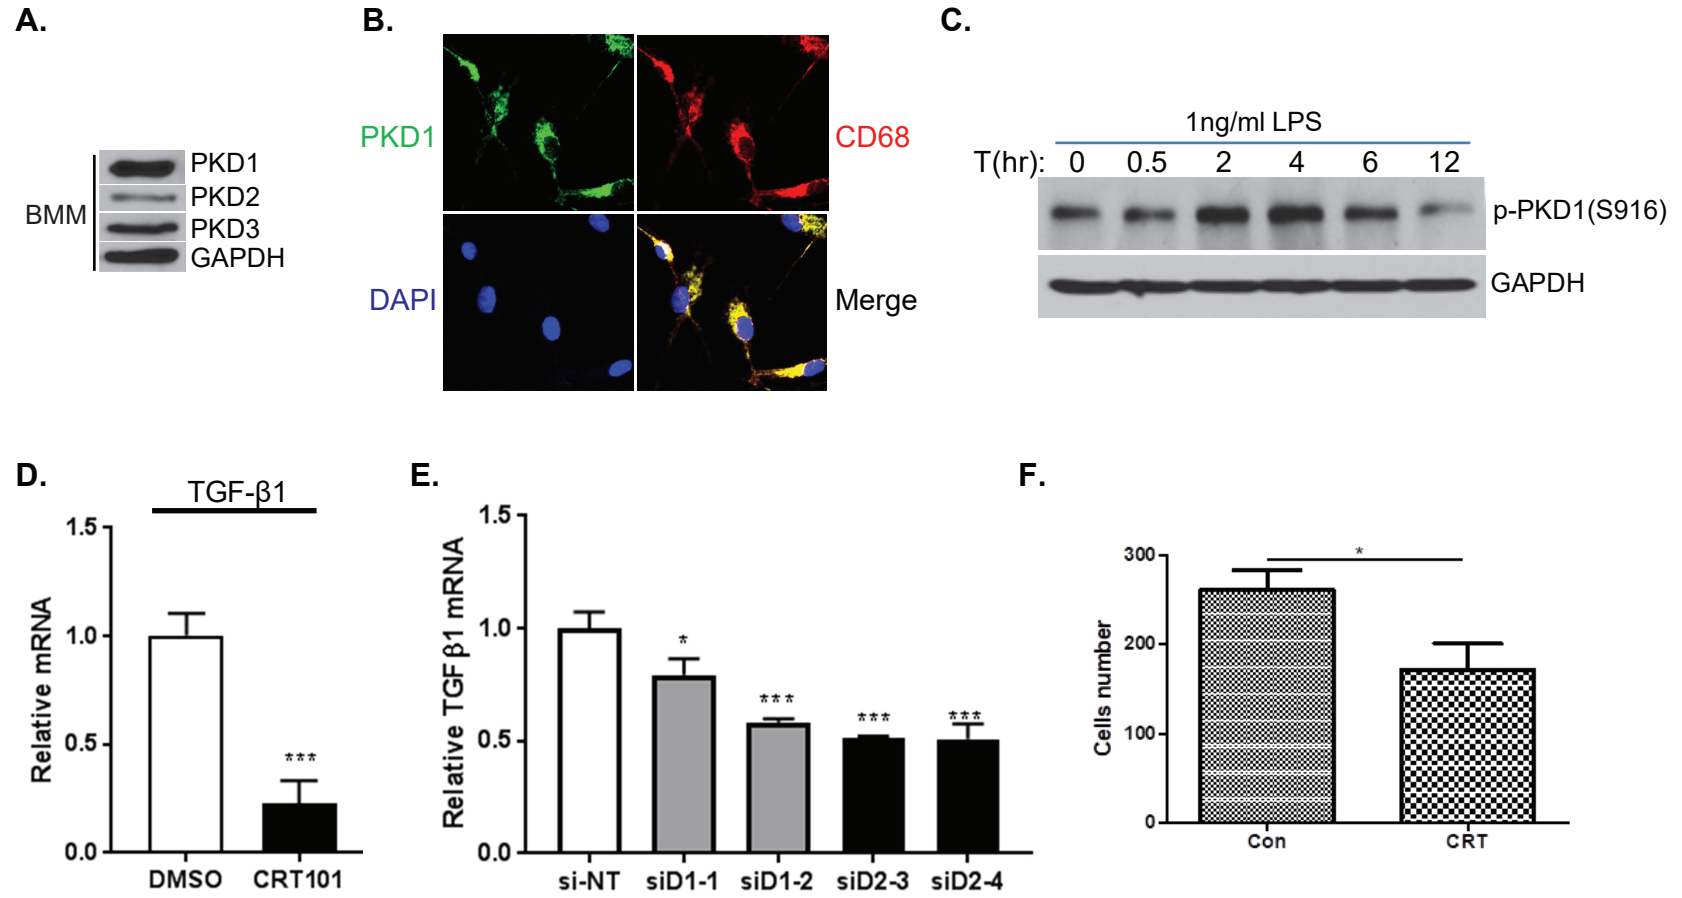 A.
BMM
PKD1
PKD2
PKD3
GAPDH
B.
PKD1
CD68
DAPI
Merge
C.
1ng/ml LPS
T(hr): 0 0.5 2 4 6 12
p-PKD1(S916)
GAPDH
D.
TGF-β1
Relative mRNA
1.5
1.0
0.5
0.0
***
DMSO CRT101
E.
Relative TGFβ1 mRNA
1.5
1.0
0.5
0.0
* *** *** ***
si-NT siD1-1 siD1-2 siD2-3 siD2-4
F.
Cells number
300
200
100
0
*
Con CRT